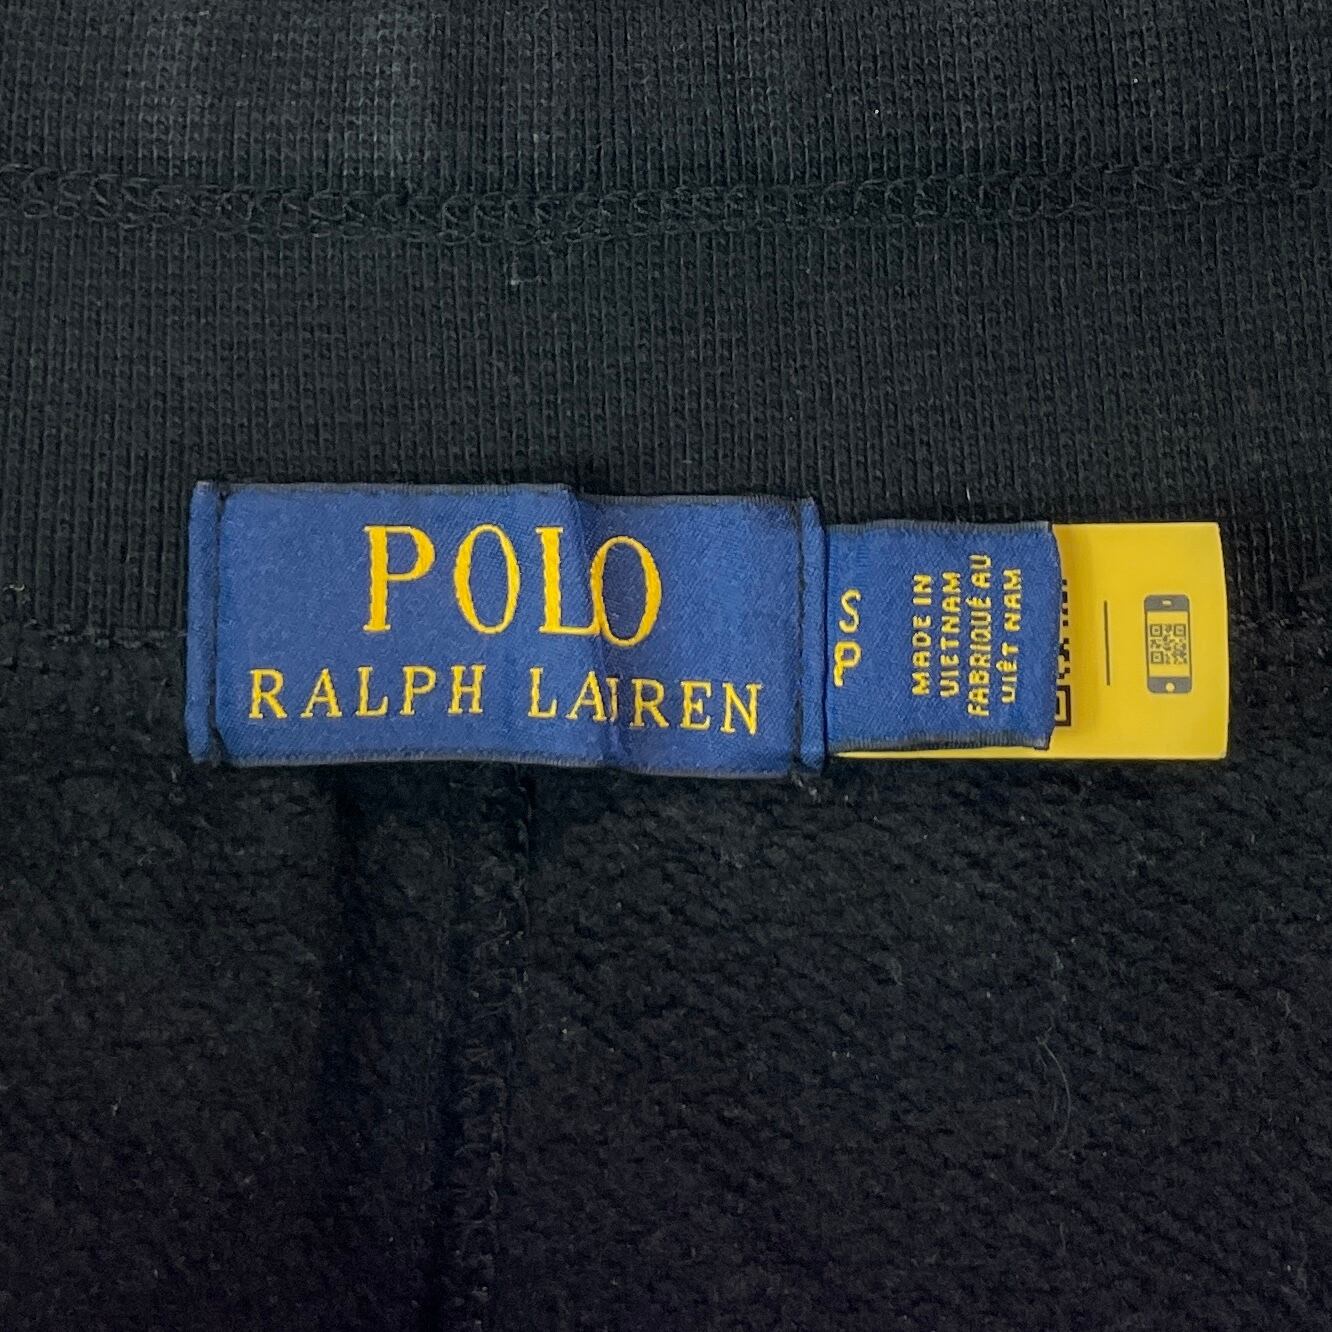 POLO
RALPH LAUREN
S
P
MADE IN
VIETNAM
FABRIQUÉ AU
VIÊT NAM